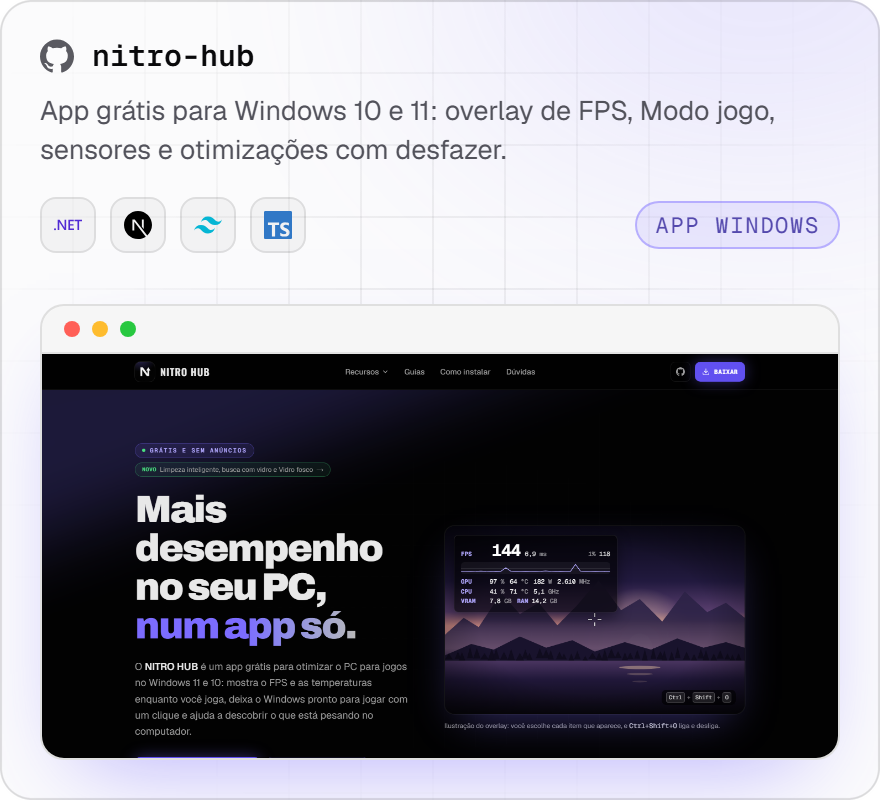 nitro-hub
App grátis para Windows 10 e 11: overlay de FPS, Modo jogo,
sensores e otimizações com desfazer.
.NET
N
TS
APP WINDOWS
N NITRO HUB
Recursos Guias Como instalar Dúvidas
BAIXAR
GRÁTIS E SEM ANÚNCIOS
NOVO Limpeza Inteligente, busca com vidro e Vidro fosco →
Mais
desempenho
no seu PC,
num app só.
O NITRO HUB é um app grátis para otimizar o PC para jogos
no Windows 11 e 10: mostra o FPS e as temperaturas
enquanto você joga, deixa o Windows pronto para jogar com
um clique e ajuda a descobrir o que está pesando no
computador.
FPS 144 6,9 ms 1% 118
GPU 97 % 64 °C 182 W 2.610 MHz
CPU 41 % 71 °C 5,1 GHz
VRAM 7,8 GB RAM 14,2 GB
Ctrl + Shift + O
Ilustração do overlay: você escolhe cada item que aparece, e Ctrl+Shift+O liga e desliga.